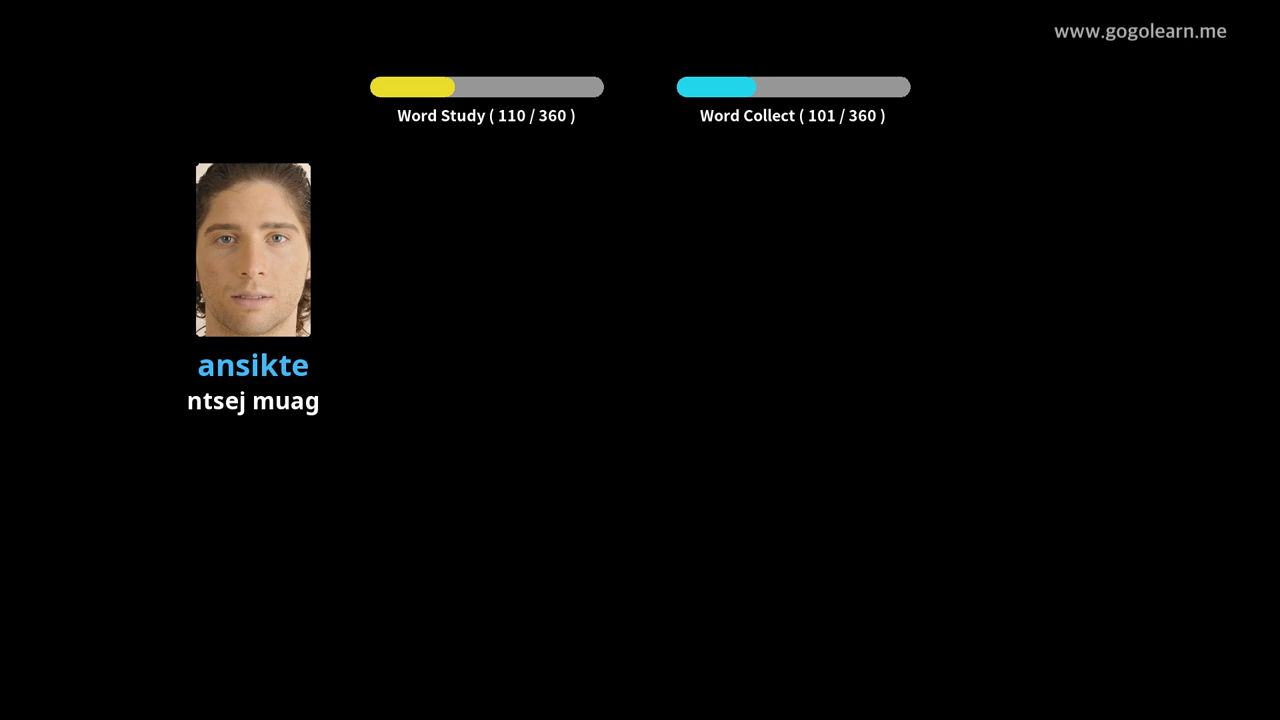 www.gogolearn.me
Word Study ( 110 / 360 )
Word Collect ( 101 / 360 )
ansikte
ntsej muag